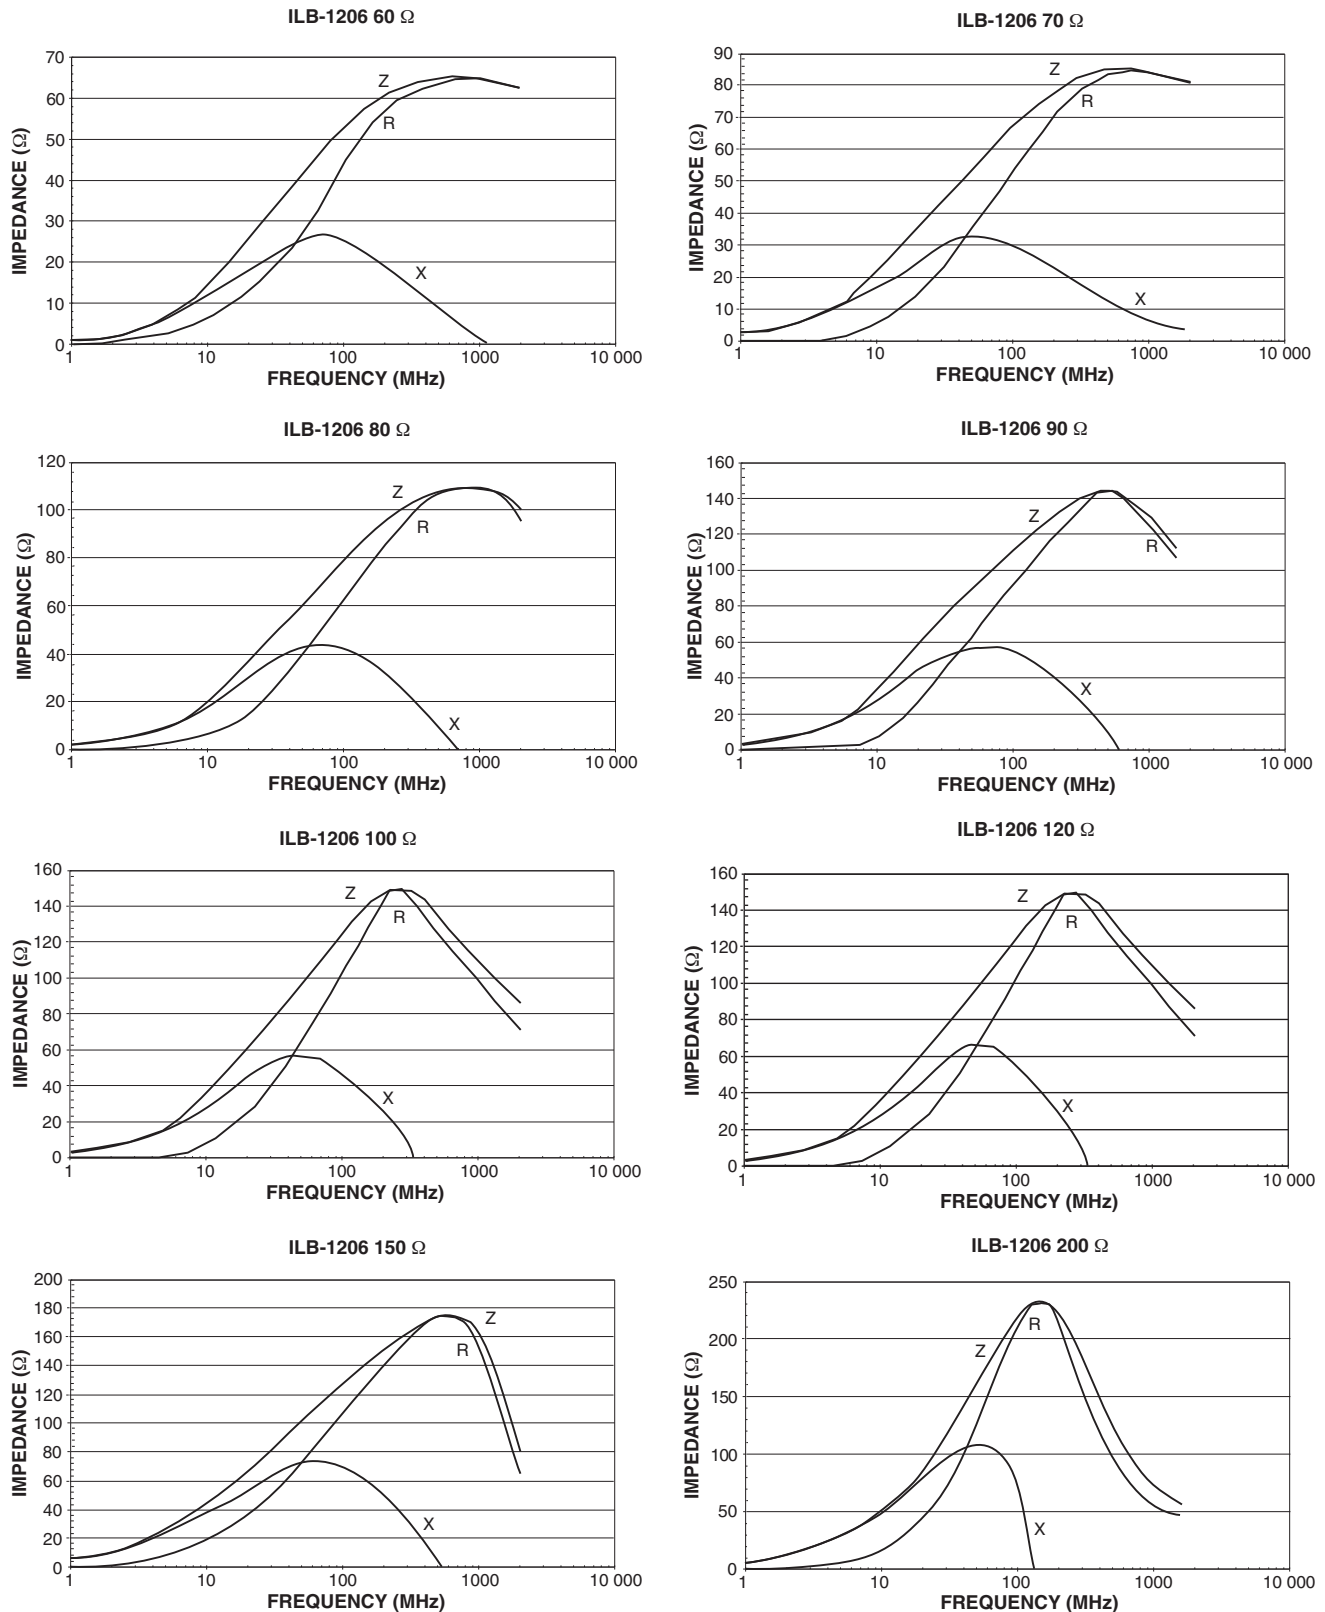 ILB-1206 60 Ω
IMPEDANCE (Ω)
70
60
50
40
30
20
10
0
Z
R
X
1
10
100
1000
10 000
FREQUENCY (MHz)
ILB-1206 70 Ω
IMPEDANCE (Ω)
90
80
70
60
50
40
30
20
10
0
Z
R
X
1
10
100
1000
10 000
FREQUENCY (MHz)
ILB-1206 80 Ω
IMPEDANCE (Ω)
120
100
80
60
40
20
0
Z
R
X
1
10
100
1000
10 000
FREQUENCY (MHz)
ILB-1206 90 Ω
IMPEDANCE (Ω)
160
140
120
100
80
60
40
20
0
Z
R
X
1
10
100
1000
10 000
FREQUENCY (MHz)
ILB-1206 100 Ω
IMPEDANCE (Ω)
160
140
120
100
80
60
40
20
0
Z
R
X
1
10
100
1000
10 000
FREQUENCY (MHz)
ILB-1206 120 Ω
IMPEDANCE (Ω)
160
140
120
100
80
60
40
20
0
Z
R
X
1
10
100
1000
10 000
FREQUENCY (MHz)
ILB-1206 150 Ω
IMPEDANCE (Ω)
200
180
160
140
120
100
80
60
40
20
0
Z
R
X
1
10
100
1000
10 000
FREQUENCY (MHz)
ILB-1206 200 Ω
IMPEDANCE (Ω)
250
200
150
100
50
0
R
Z
X
1
10
100
1000
10 000
FREQUENCY (MHz)